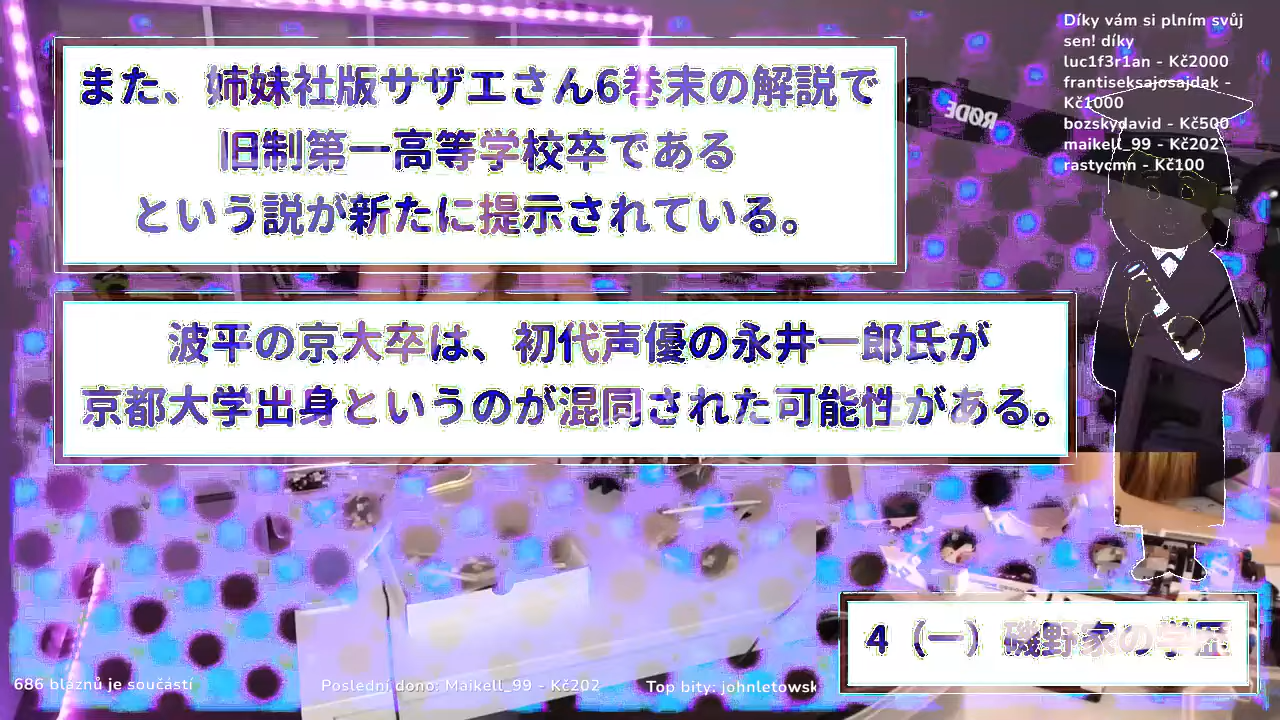 また、姉妹社版サザエさん6巻末の解説で
旧制第一高等学校卒である
という説が新たに提示されている。
波平の京大卒は、初代声優の永井一郎氏が
京都大学出身というのが混同された可能性がある。
4（一）磯野家の学歴
Díky vám si plním svůj
sen! díky
luc1f3r1an - Kč2000
frantiseksajosajdak -
Kč1000
bozskydavid - Kč500
maikell_99 - Kč202
rastycmn - Kč100
RØDE
686 bláznů je součástí
Poslední dono: Maikell_99 - Kč202
Top bity: johnletowsk